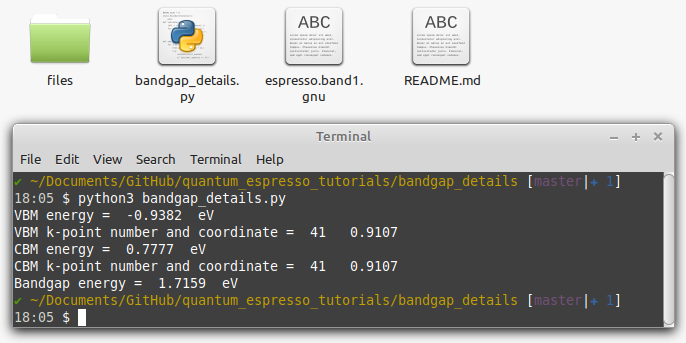 files
bandgap_details.
py
ABC
espresso.band1.
gnu
ABC
README.md
Terminal
File Edit View Search Terminal Help
✔ ~/Documents/GitHub/quantum_espresso_tutorials/bandgap_details [master|✚ 1]
18:05 $ python3 bandgap_details.py
VBM energy =  -0.9382  eV
VBM k-point number and coordinate =  41   0.9107
CBM energy =  0.7777  eV
CBM k-point number and coordinate =  41   0.9107
Bandgap energy =  1.7159  eV
✔ ~/Documents/GitHub/quantum_espresso_tutorials/bandgap_details [master|✚ 1]
18:05 $